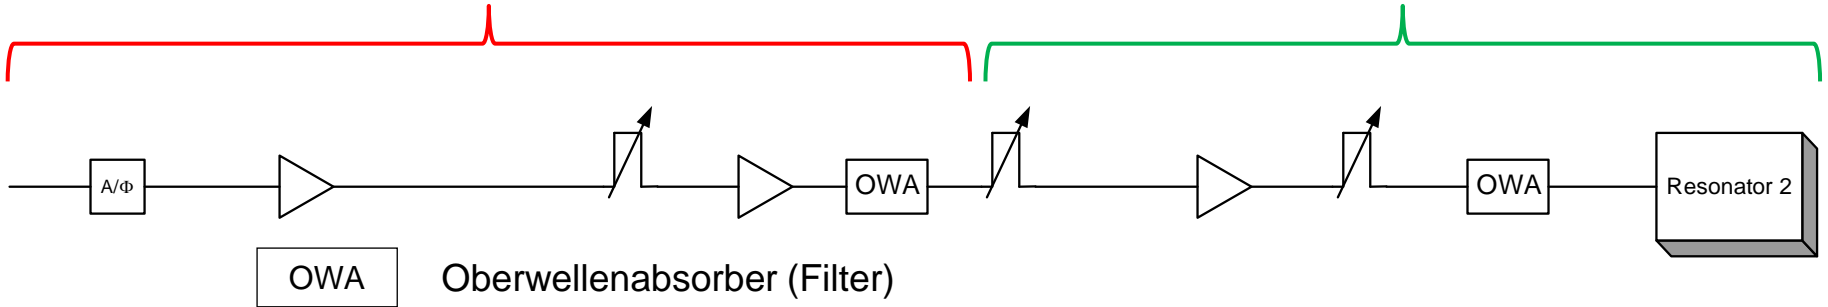 A/Φ
OWA
OWA
Resonator 2
OWA
Oberwellenabsorber (Filter)